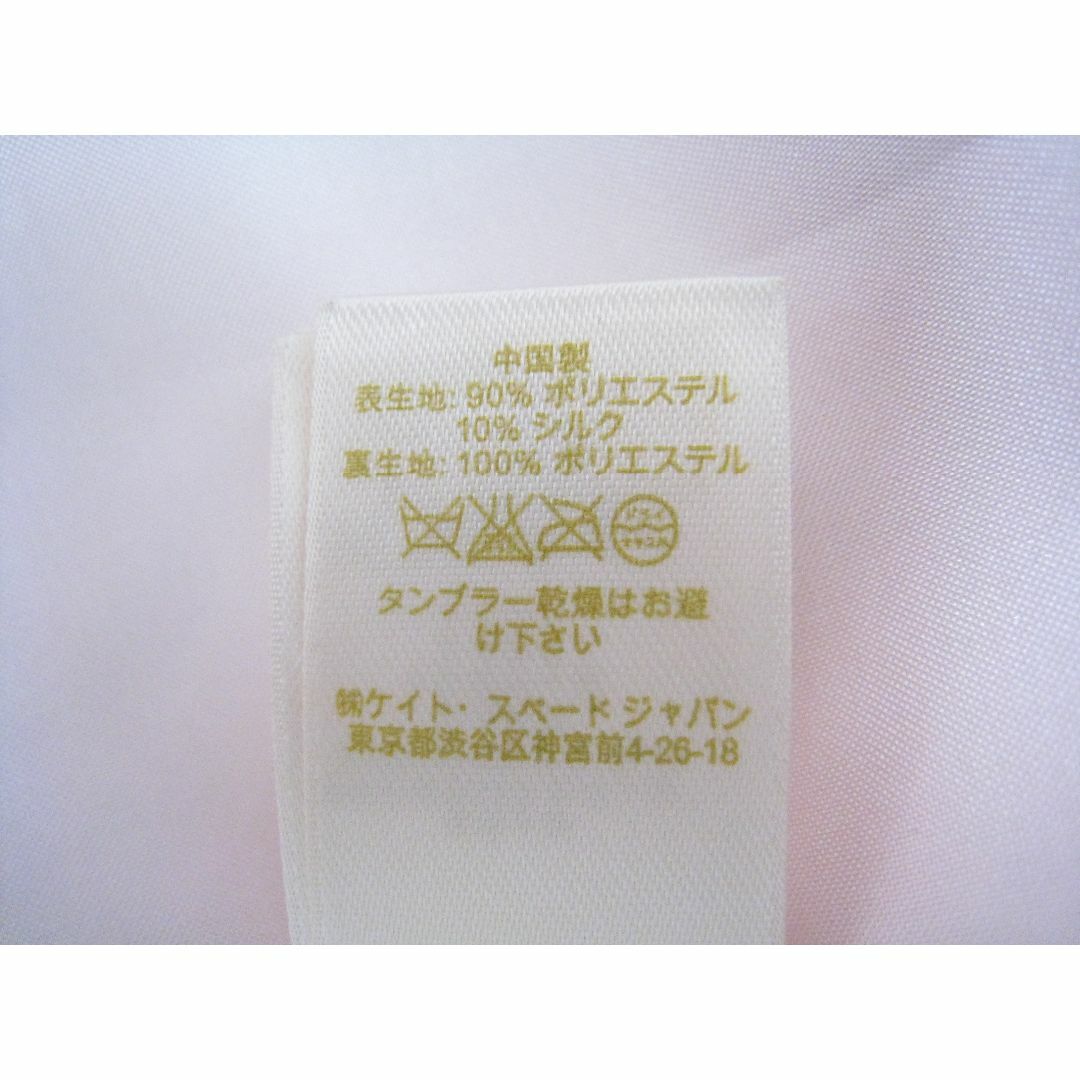 中国製
表生地: 90% ポリエステル
10% シルク
裏生地: 100% ポリエステル
タンブラー乾燥はお避
け下さい
㈱ケイト・スペード ジャパン
東京都渋谷区神宮前4-26-18